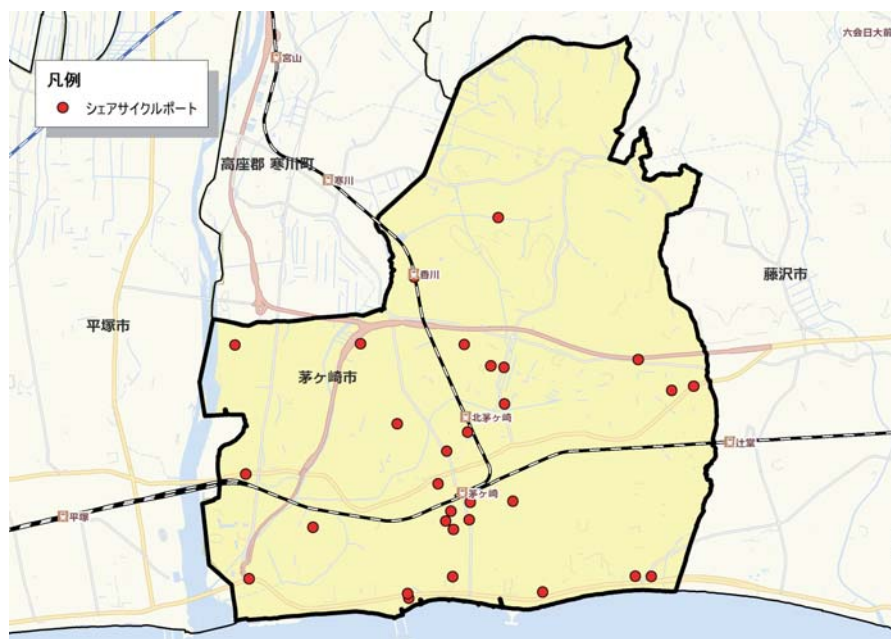 凡例
シェアサイクルポート
六会日大前
宮山
高座郡 寒川町
寒川
香川
藤沢市
平塚市
茅ヶ崎市
北茅ヶ崎
辻堂
茅ヶ崎
平塚